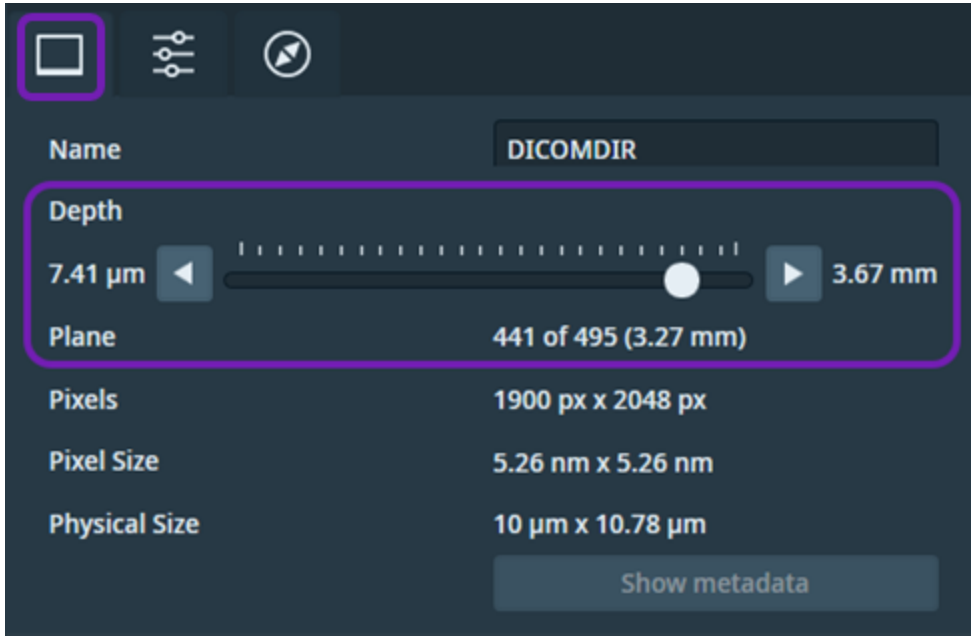 Name DICOMDIR
Depth
7.41 µm 3.67 mm
Plane 441 of 495 (3.27 mm)
Pixels 1900 px x 2048 px
Pixel Size 5.26 nm x 5.26 nm
Physical Size 10 µm x 10.78 µm
Show metadata